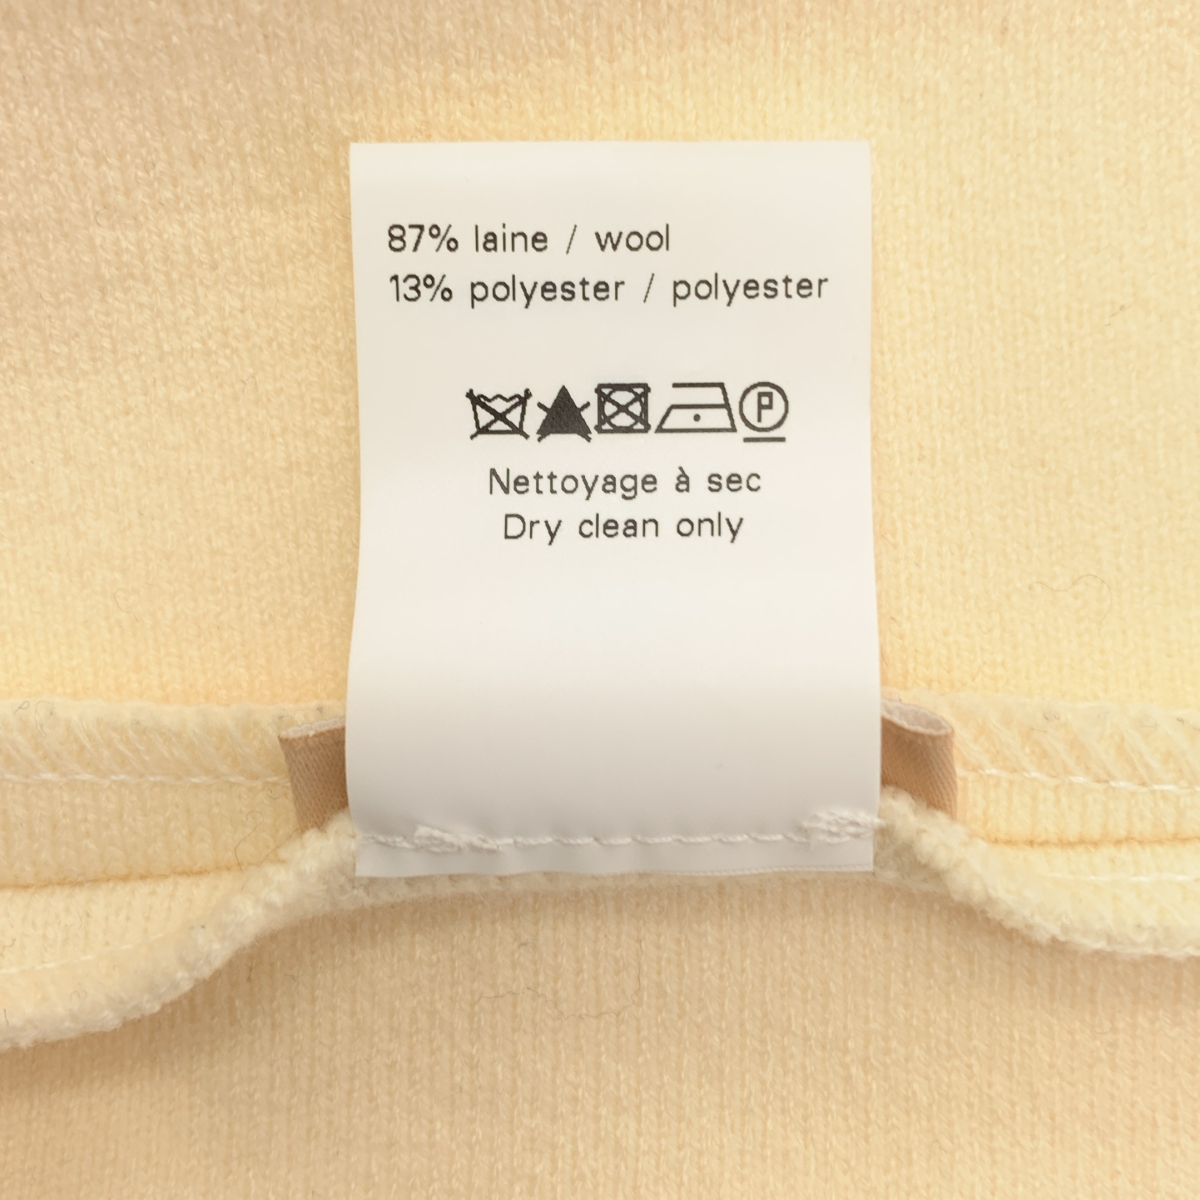 87% laine / wool
13% polyester / polyester
P
Nettoyage à sec
Dry clean only